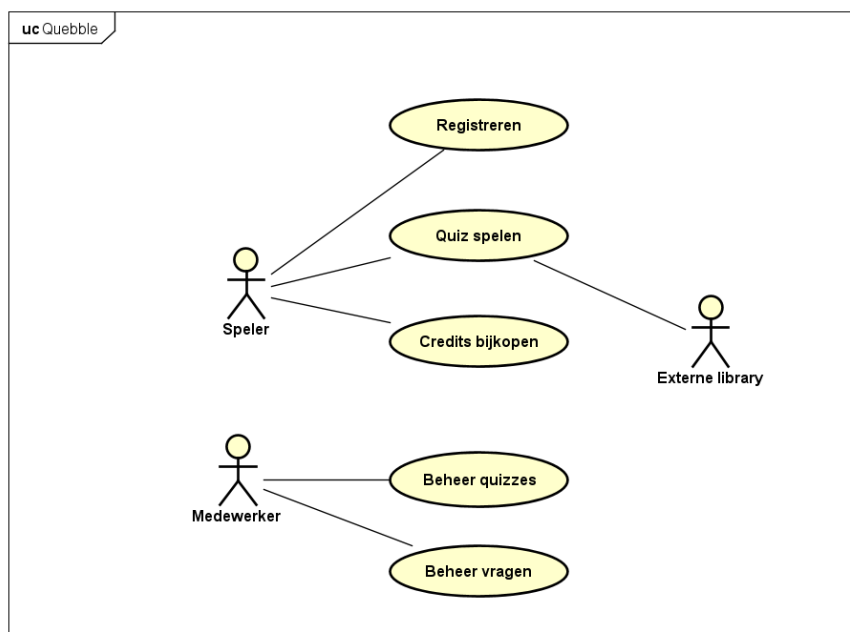 uc Quebble
Registreren
Quiz spelen
Speler
Credits bijkopen
Externe library
Beheer quizzes
Medewerker
Beheer vragen